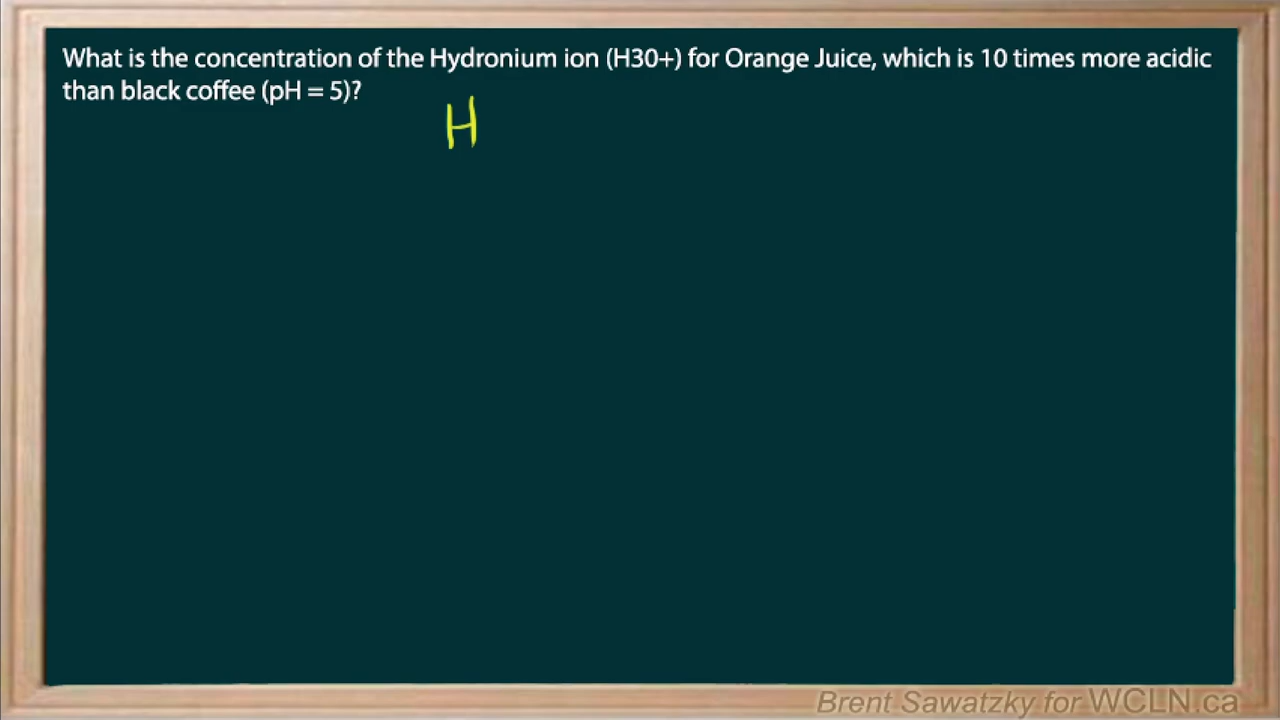 What is the concentration of the Hydronium ion (H30+) for Orange Juice, which is 10 times more acidic
than black coffee (pH = 5)?
H
Brent Sawatzky for WCLN.ca